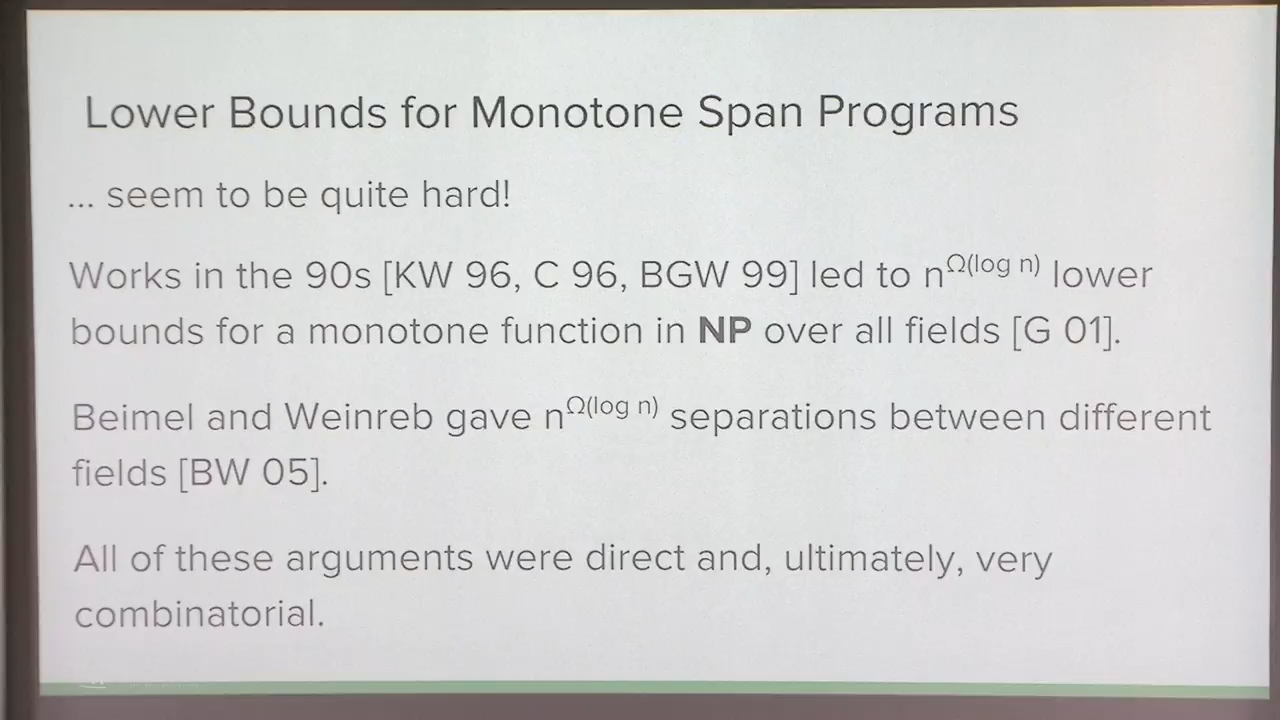 Lower Bounds for Monotone Span Programs
... seem to be quite hard!
Works in the 90s [KW 96, C 96, BGW 99] led to n^Ω(log n) lower
bounds for a monotone function in NP over all fields [G 01].
Beimel and Weinreb gave n^Ω(log n) separations between different
fields [BW 05].
All of these arguments were direct and, ultimately, very
combinatorial.